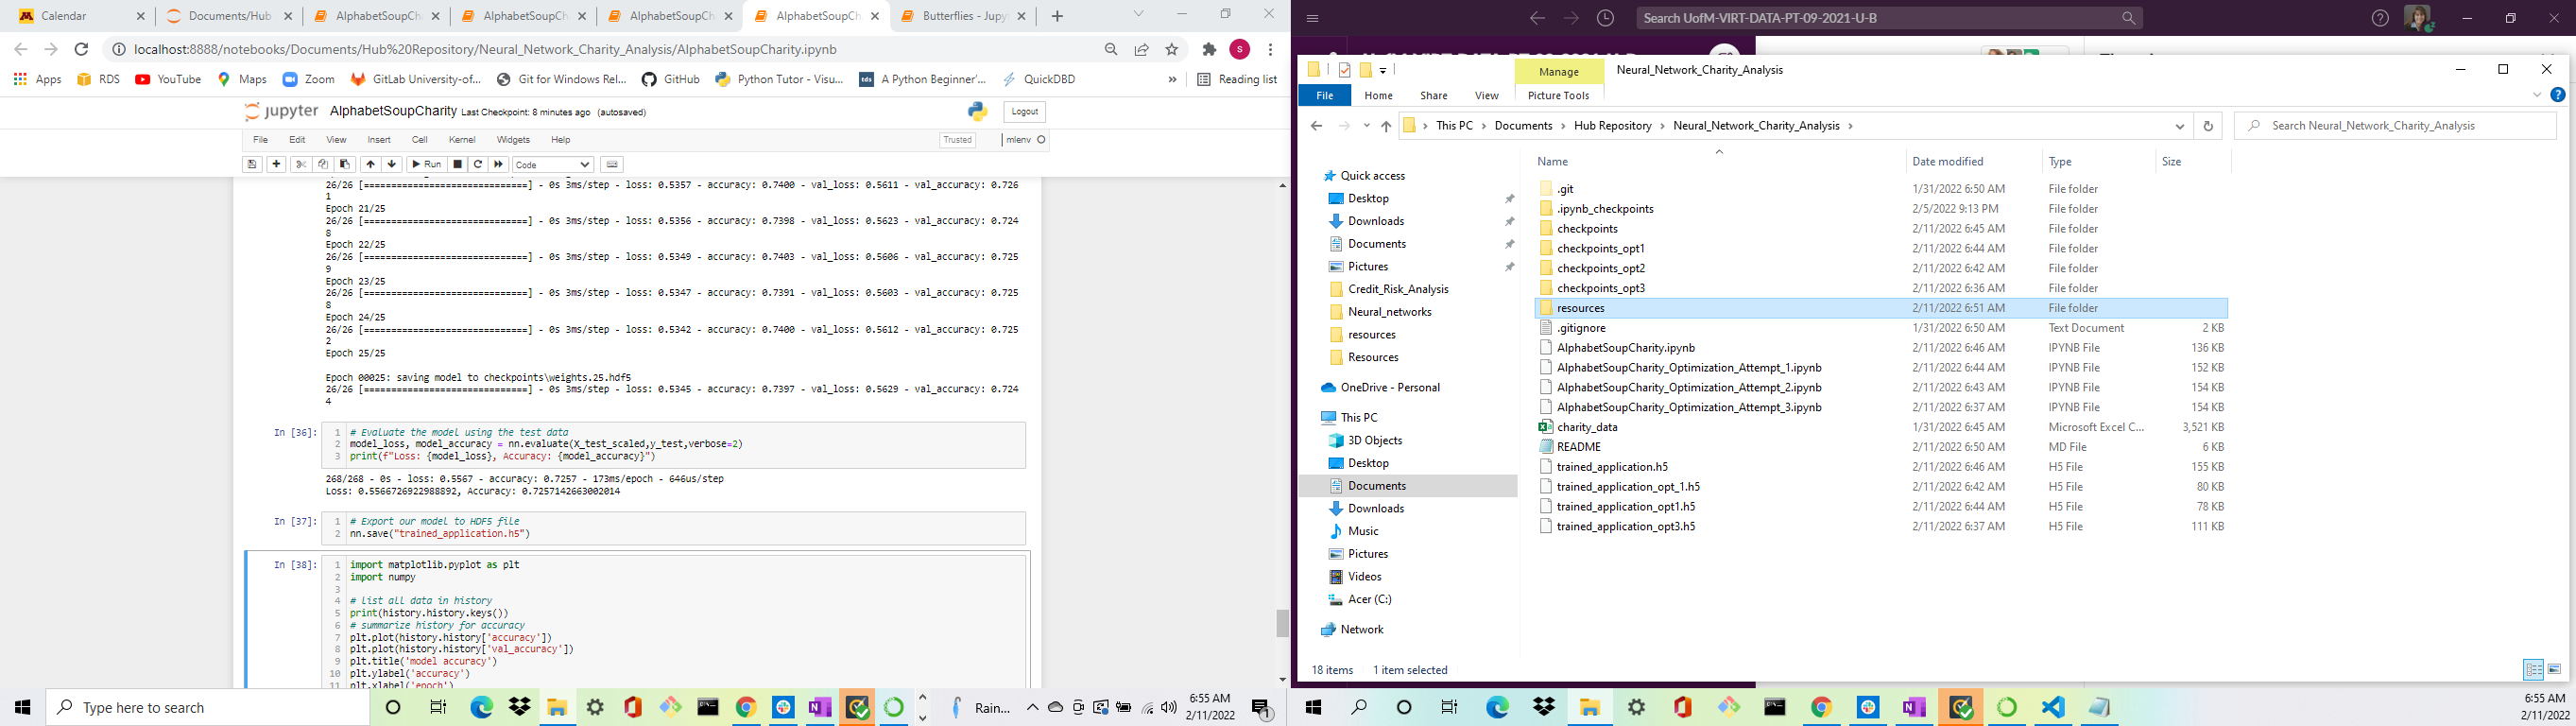 Calendar
Documents/Hub
AlphabetSoupCh
AlphabetSoupCh
AlphabetSoupCh
AlphabetSoupCh
Butterflies - Jupy
localhost:8888/notebooks/Documents/Hub%20Repository/Neural_Network_Charity_Analysis/AlphabetSoupCharity.ipynb
S
Apps
RDS
YouTube
Maps
Zoom
GitLab University-of...
Git for Windows Rel...
GitHub
Python Tutor - Visu...
A Python Beginner'...
QuickDBD
»
Reading list
jupyter AlphabetSoupCharity Last Checkpoint: 8 minutes ago (autosaved)
Logout
File Edit View Insert Cell Kernel Widgets Help
Trusted
mlenv
Run
Code
26/26 [==============================] - 0s 3ms/step - loss: 0.5357 - accuracy: 0.7400 - val_loss: 0.5611 - val_accuracy: 0.726
1
Epoch 21/25
26/26 [==============================] - 0s 3ms/step - loss: 0.5356 - accuracy: 0.7398 - val_loss: 0.5623 - val_accuracy: 0.724
8
Epoch 22/25
26/26 [==============================] - 0s 3ms/step - loss: 0.5349 - accuracy: 0.7403 - val_loss: 0.5606 - val_accuracy: 0.725
9
Epoch 23/25
26/26 [==============================] - 0s 3ms/step - loss: 0.5347 - accuracy: 0.7391 - val_loss: 0.5603 - val_accuracy: 0.725
8
Epoch 24/25
26/26 [==============================] - 0s 3ms/step - loss: 0.5342 - accuracy: 0.7400 - val_loss: 0.5612 - val_accuracy: 0.725
2
Epoch 25/25
Epoch 00025: saving model to checkpoints\weights.25.hdf5
26/26 [==============================] - 0s 3ms/step - loss: 0.5345 - accuracy: 0.7397 - val_loss: 0.5629 - val_accuracy: 0.724
4
In [36]:
1 # Evaluate the model using the test data
2 model_loss, model_accuracy = nn.evaluate(X_test_scaled,y_test,verbose=2)
3 print(f"Loss: {model_loss}, Accuracy: {model_accuracy}")
268/268 - 0s - loss: 0.5567 - accuracy: 0.7257 - 173ms/epoch - 646us/step
Loss: 0.5566726922988892, Accuracy: 0.7257142663002014
In [37]:
1 # Export our model to HDF5 file
2 nn.save("trained_application.h5")
In [38]:
1 import matplotlib.pyplot as plt
2 import numpy
3
4 # list all data in history
5 print(history.history.keys())
6 # summarize history for accuracy
7 plt.plot(history.history['accuracy'])
8 plt.plot(history.history['val_accuracy'])
9 plt.title('model accuracy')
10 plt.ylabel('accuracy')
11 plt.xlabel('epoch')
Type here to search
Rain...
6:55 AM
2/11/2022
1
Search UofM-VIRT-DATA-PT-09-2021-U-B
Manage
Neural_Network_Charity_Analysis
File Home Share View Picture Tools
This PC > Documents > Hub Repository > Neural_Network_Charity_Analysis >
Search Neural_Network_Charity_Analysis
Quick access
Desktop
Downloads
Documents
Pictures
Credit_Risk_Analysis
Neural_networks
resources
Resources
OneDrive - Personal
This PC
3D Objects
Desktop
Documents
Downloads
Music
Pictures
Videos
Acer (C:)
Network
Name Date modified Type Size
.git 1/31/2022 6:50 AM File folder
.ipynb_checkpoints 2/5/2022 9:13 PM File folder
checkpoints 2/11/2022 6:45 AM File folder
checkpoints_opt1 2/11/2022 6:44 AM File folder
checkpoints_opt2 2/11/2022 6:42 AM File folder
checkpoints_opt3 2/11/2022 6:36 AM File folder
resources 2/11/2022 6:51 AM File folder
.gitignore 1/31/2022 6:50 AM Text Document 2 KB
AlphabetSoupCharity.ipynb 2/11/2022 6:46 AM IPYNB File 136 KB
AlphabetSoupCharity_Optimization_Attempt_1.ipynb 2/11/2022 6:44 AM IPYNB File 152 KB
AlphabetSoupCharity_Optimization_Attempt_2.ipynb 2/11/2022 6:43 AM IPYNB File 154 KB
AlphabetSoupCharity_Optimization_Attempt_3.ipynb 2/11/2022 6:37 AM IPYNB File 154 KB
charity_data 1/31/2022 6:45 AM Microsoft Excel C... 3,521 KB
README 2/11/2022 6:50 AM MD File 6 KB
trained_application.h5 2/11/2022 6:46 AM H5 File 155 KB
trained_application_opt_1.h5 2/11/2022 6:42 AM H5 File 80 KB
trained_application_opt1.h5 2/11/2022 6:44 AM H5 File 78 KB
trained_application_opt3.h5 2/11/2022 6:37 AM H5 File 111 KB
18 items 1 item selected
6:55 AM
2/11/2022